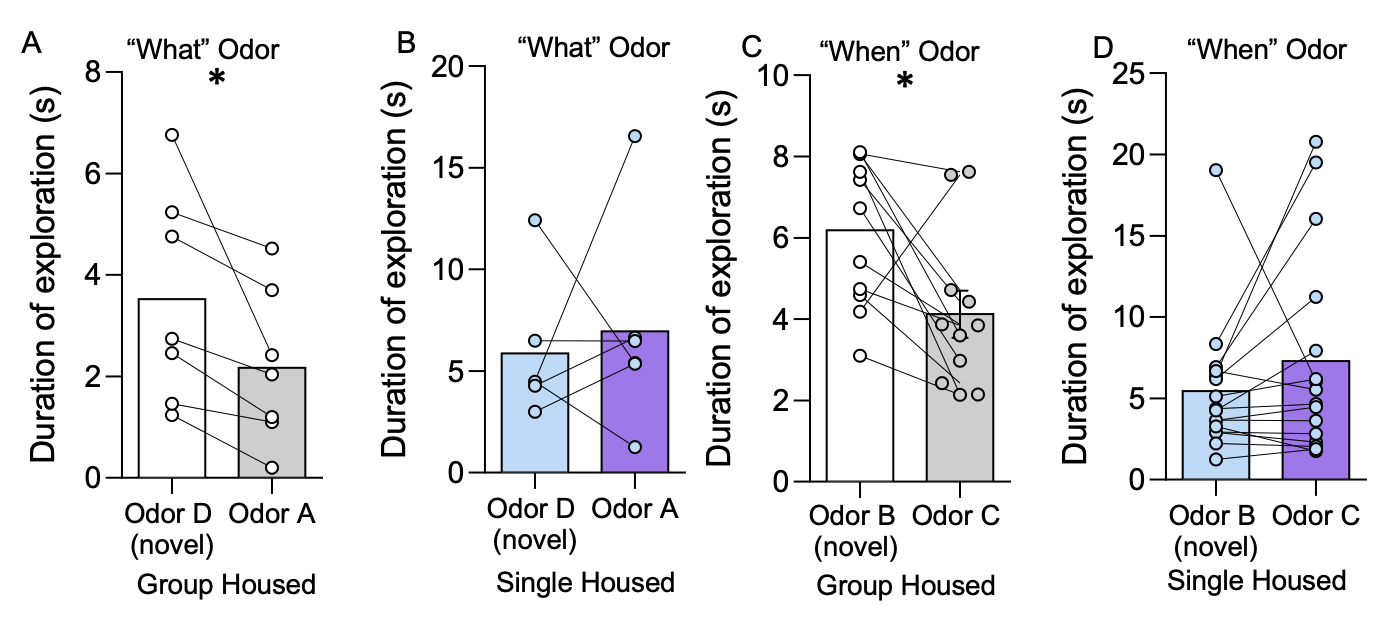 A
“What” Odor
*
Duration of exploration (s)
8
6
4
2
0
Odor D
(novel)
Odor A
Group Housed
B
“What” Odor
Duration of exploration (s)
20
15
10
5
0
Odor D
(novel)
Odor A
Single Housed
C
“When” Odor
*
Duration of exploration (s)
10
8
6
4
2
0
Odor B
(novel)
Odor C
Group Housed
D
“When” Odor
Duration of exploration (s)
25
20
15
10
5
0
Odor B
(novel)
Odor C
Single Housed